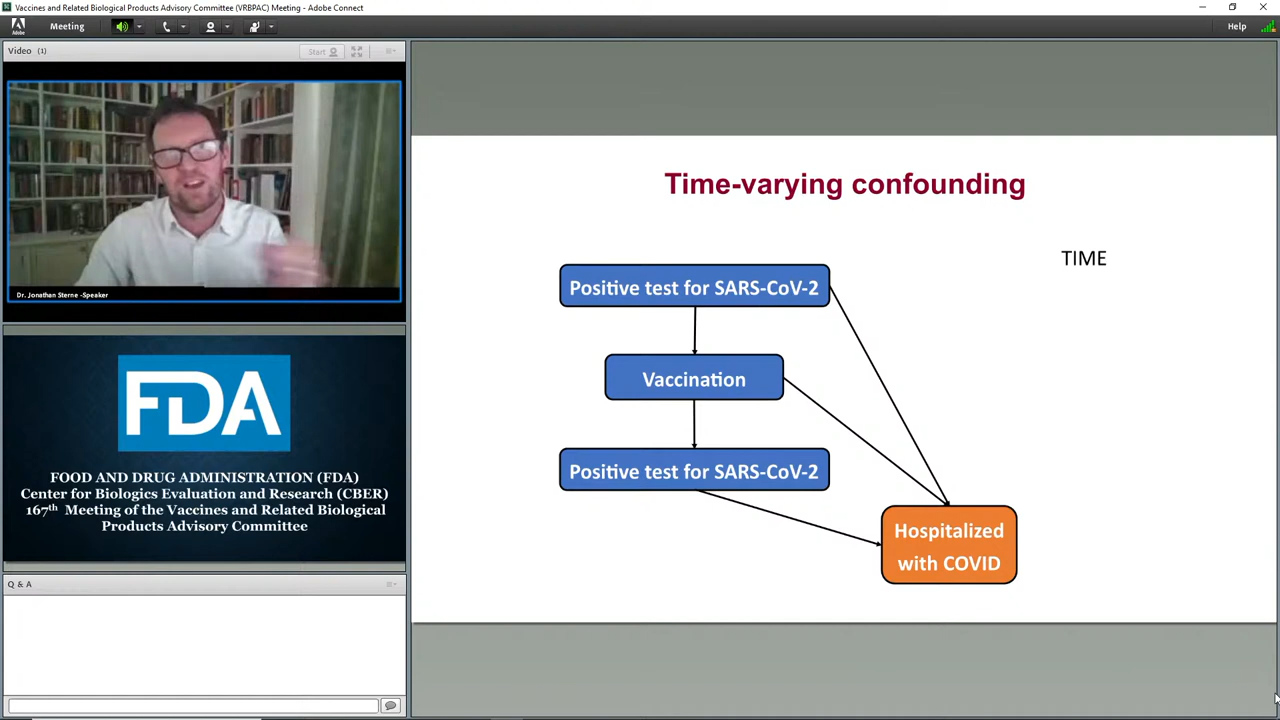 Vaccines and Related Biological Products Advisory Committee (VRBPAC) Meeting - Adobe Connect
Adobe
Meeting
Help
Video (1)
Start
Dr. Jonathan Sterne -Speaker
FDA
FOOD AND DRUG ADMINISTRATION (FDA)
Center for Biologics Evaluation and Research (CBER)
167th Meeting of the Vaccines and Related Biological
Products Advisory Committee
Q & A
Time-varying confounding
TIME
Positive test for SARS-CoV-2
Vaccination
Positive test for SARS-CoV-2
Hospitalized
with COVID